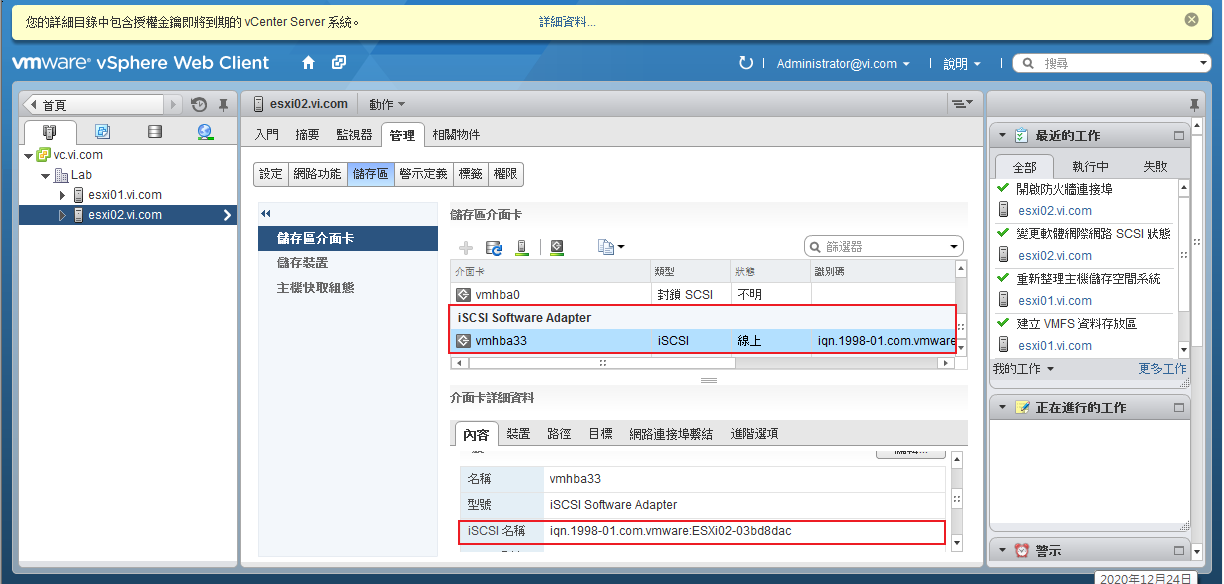 您的詳細目錄中包含授權金鑰即將到期的 vCenter Server 系統。 詳細資料...
vmware® vSphere Web Client
Administrator@vi.com
說明
搜尋
首頁
vc.vi.com
Lab
esxi01.vi.com
esxi02.vi.com
esxi02.vi.com 動作
入門 摘要 監視器 管理 相關物件
設定 網路功能 儲存區 警示定義 標籤 權限
儲存區介面卡
儲存裝置
主機快取組態
儲存區介面卡
篩選器
介面卡 類型 狀態 識別碼
vmhba0 封鎖 SCSI 不明
iSCSI Software Adapter
vmhba33 iSCSI 線上 iqn.1998-01.com.vmware
介面卡詳細資料
內容 裝置 路徑 目標 網路連接埠繫結 進階選項
名稱 vmhba33
型號 iSCSI Software Adapter
iSCSI 名稱 iqn.1998-01.com.vmware:ESXi02-03bd8dac
最近的工作
全部 執行中 失敗
開啟防火牆連接埠
esxi02.vi.com
變更軟體網際網路 SCSI 狀態
esxi02.vi.com
重新整理主機儲存空間系統
esxi01.vi.com
建立 VMFS 資料存放區
esxi01.vi.com
我的工作 更多工作
正在進行的工作
警示
2020年12月24日